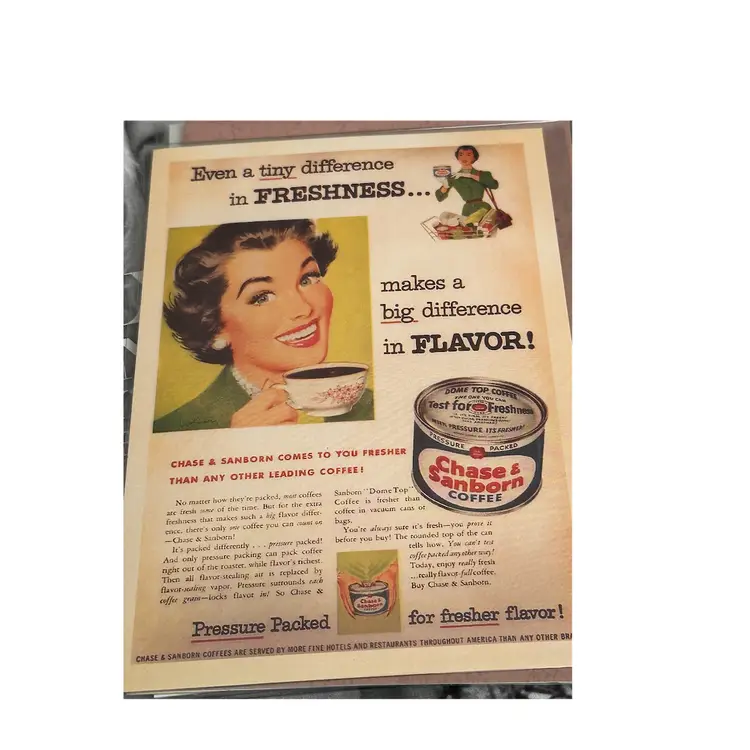 Even a tiny difference
in FRESHNESS...
makes a
big difference
in FLAVOR!
DOME TOP COFFEE
THE ONE YOU CAN
Test for Freshness
PRESSURE ITS FRESHER!
PRESSURE PACKED
Chase &
Sanborn
COFFEE
CHASE & SANBORN COMES TO YOU FRESHER
THAN ANY OTHER LEADING COFFEE!
No matter how they're packed, most coffees
are fresh some of the time. But for the extra
freshness that makes such a big flavor differ-
ence, there's only one coffee you can count on
—Chase & Sanborn!
It's packed differently . . . pressure packed!
And only pressure packing can pack coffee
right out of the roaster, while flavor's richest.
Then all flavor-stealing air is replaced by
flavor-sealing vapor. Pressure surrounds each
coffee grain—locks flavor in! So Chase &
Sanborn "Dome Top"
Coffee is fresher than
coffee in vacuum cans or
bags.
You're always sure it's fresh—you prove it
before you buy! The rounded top of the can
tells how. You can't test
coffee packed any other way!
Today, enjoy really fresh
...really flavor-full coffee.
Buy Chase & Sanborn.
Chase &
Sanborn
Pressure Packed
for fresher flavor!
CHASE & SANBORN COFFEES ARE SERVED BY MORE FINE HOTELS AND RESTAURANTS THROUGHOUT AMERICA THAN ANY OTHER BRA